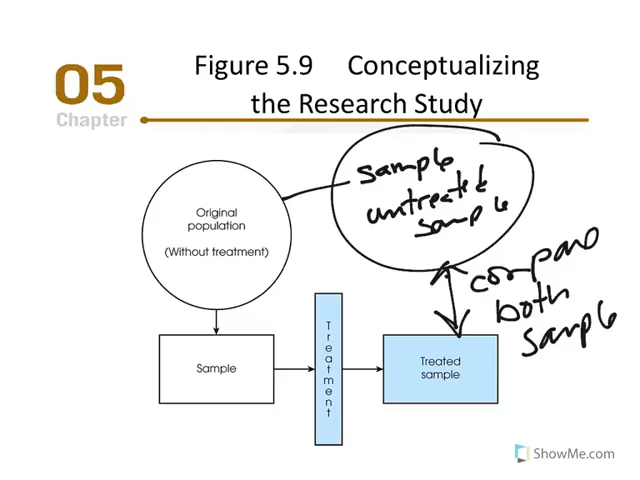 05
Chapter
Figure 5.9 Conceptualizing
the Research Study
Original
population
(Without treatment)
sample
untreated
sample
compare
both
sample
Sample
Treatment
Treated
sample
ShowMe.com